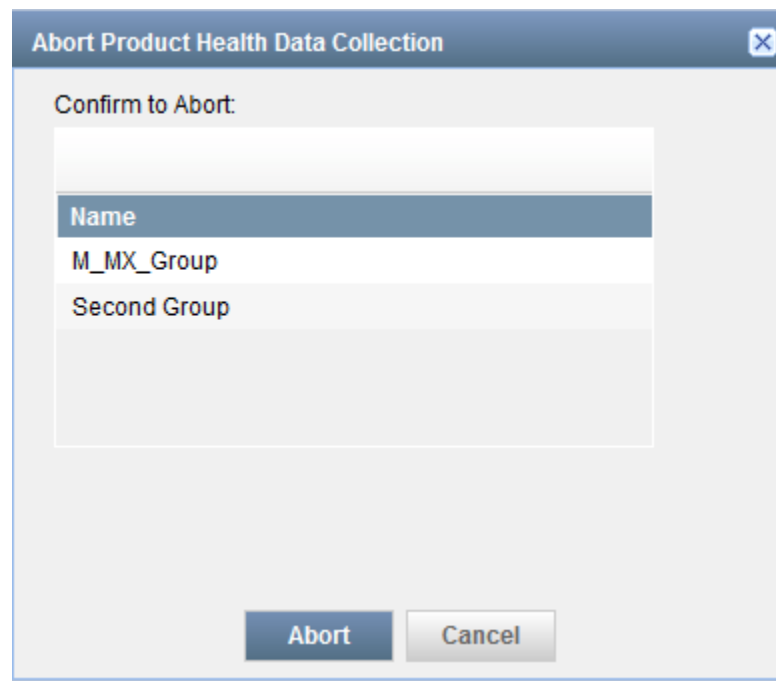 Abort Product Health Data Collection
Confirm to Abort:
Name
M_MX_Group
Second Group
Abort Cancel